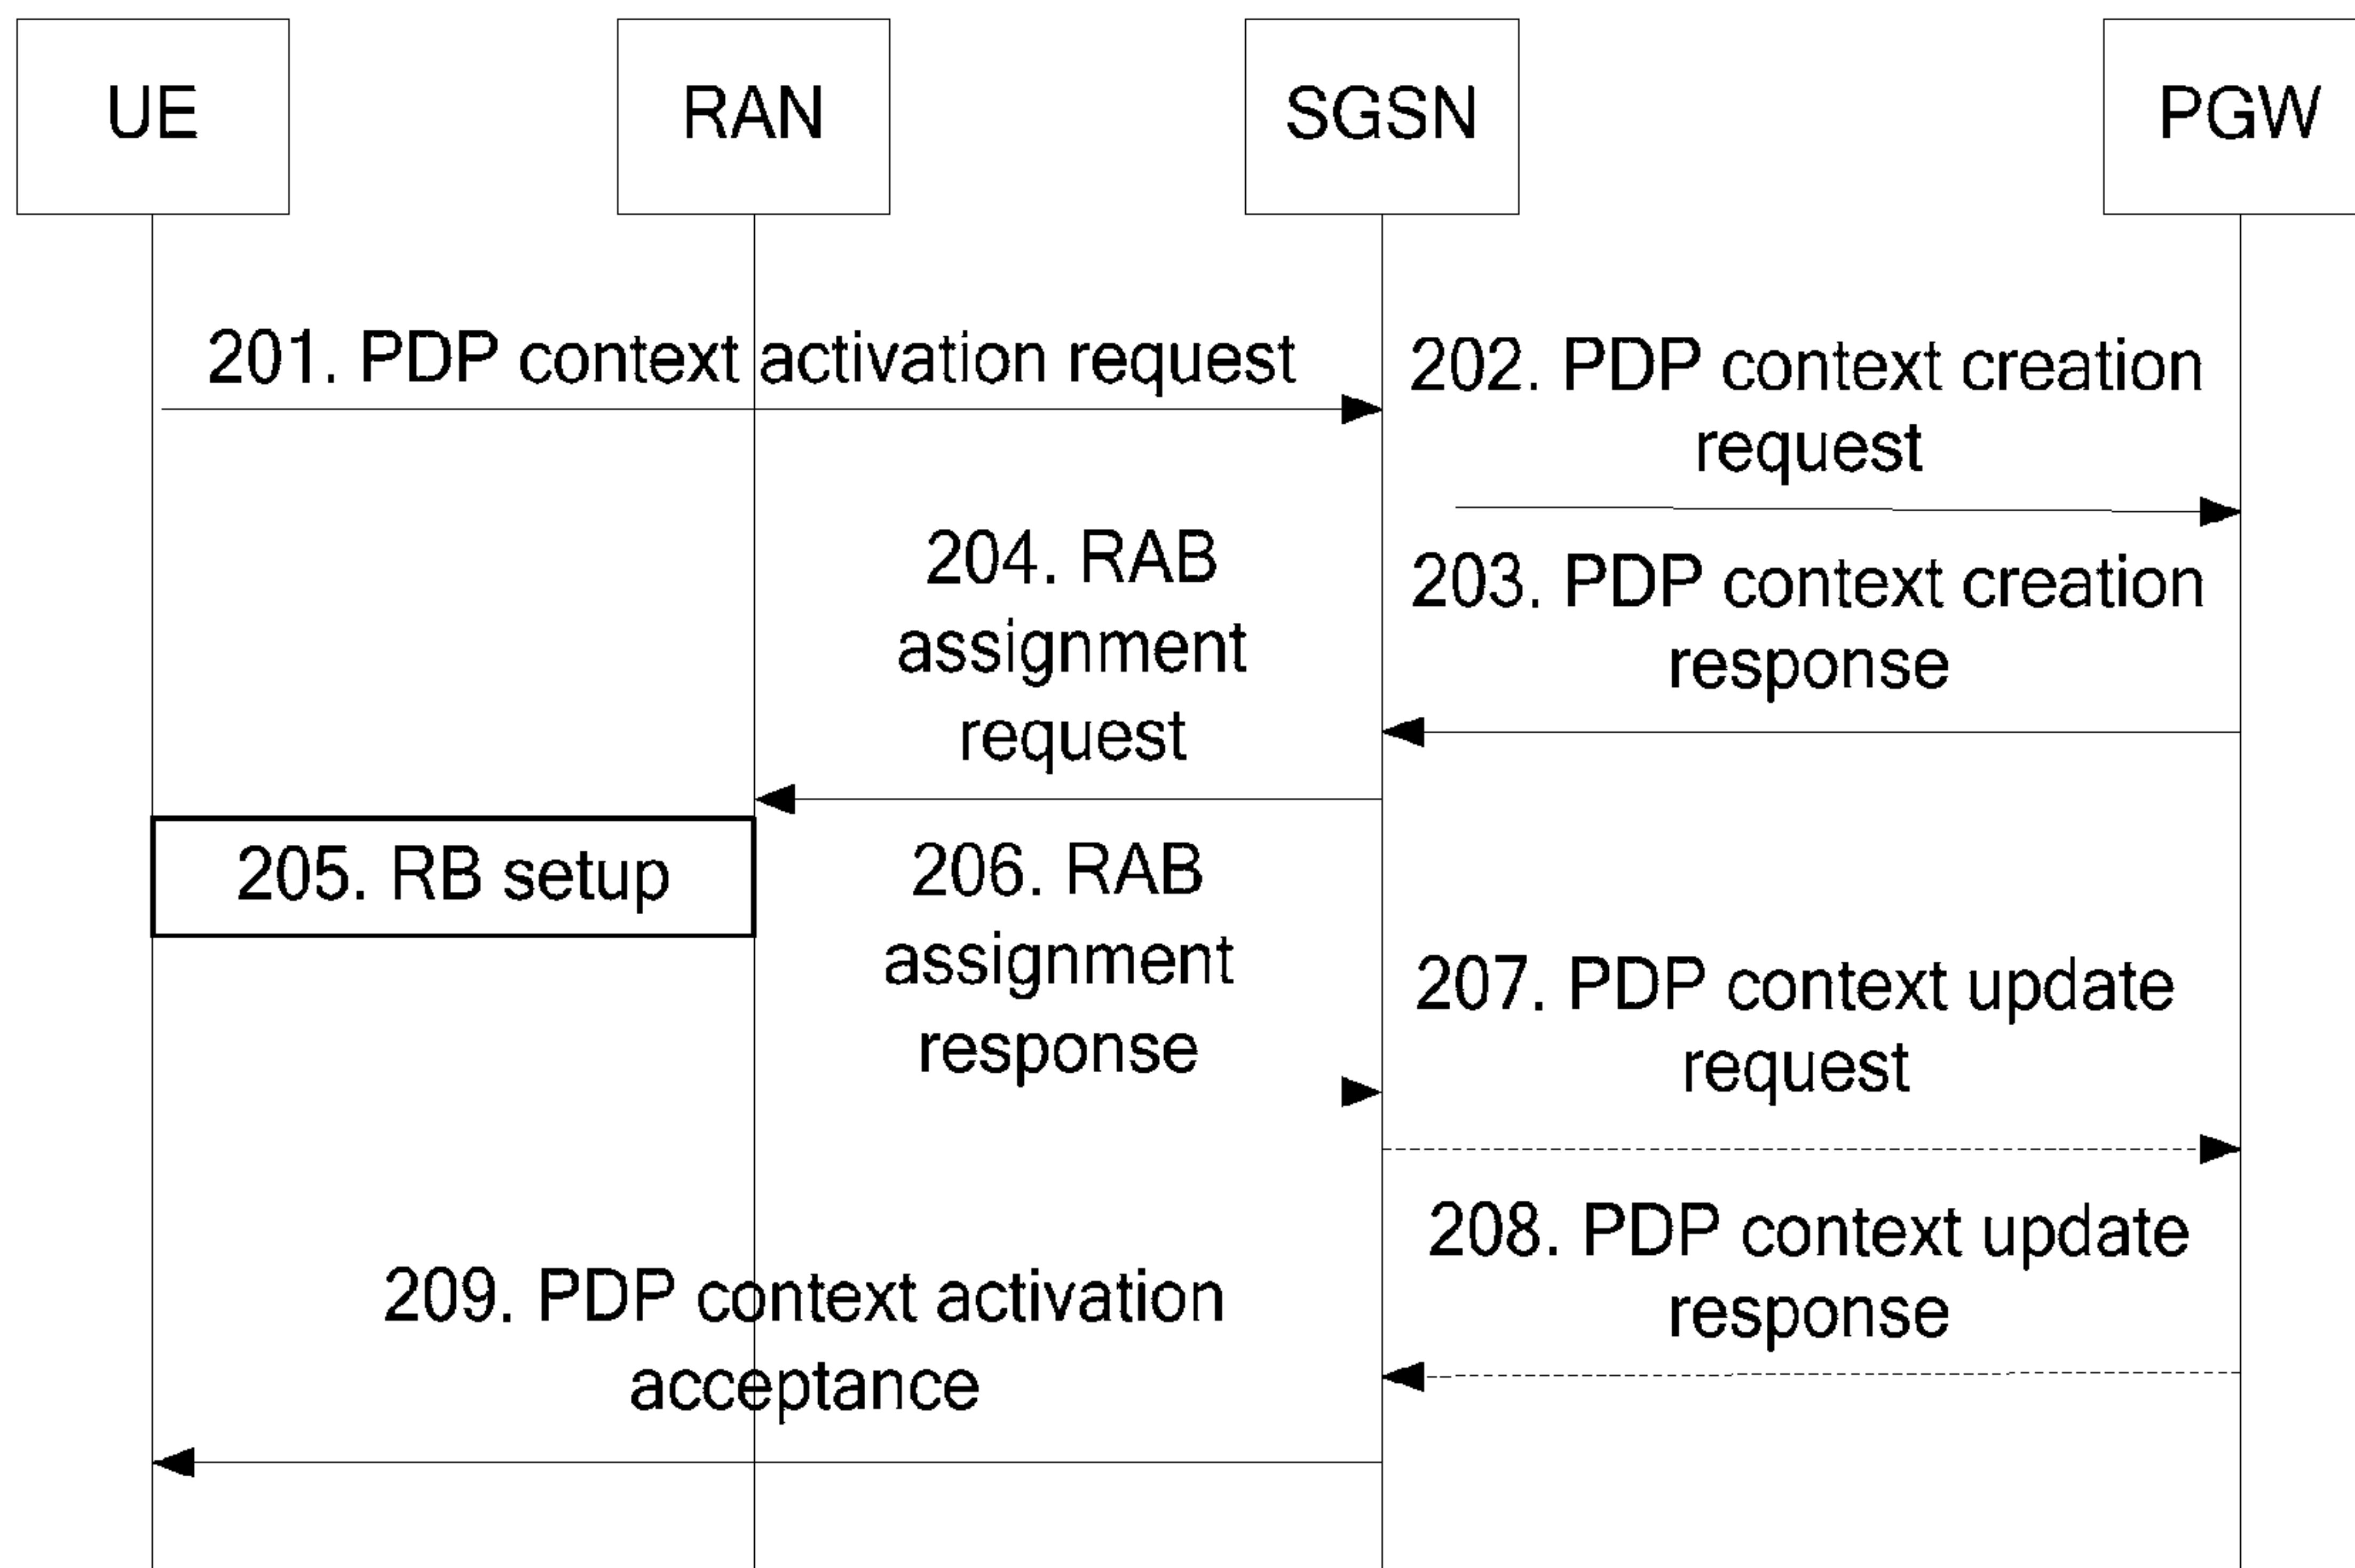 UE
RAN
SGSN
PGW
201. PDP context activation request
202. PDP context creation
request
203. PDP context creation
response
204. RAB
assignment
request
205. RB setup
206. RAB
assignment
response
207. PDP context update
request
208. PDP context update
response
209. PDP context activation
acceptance